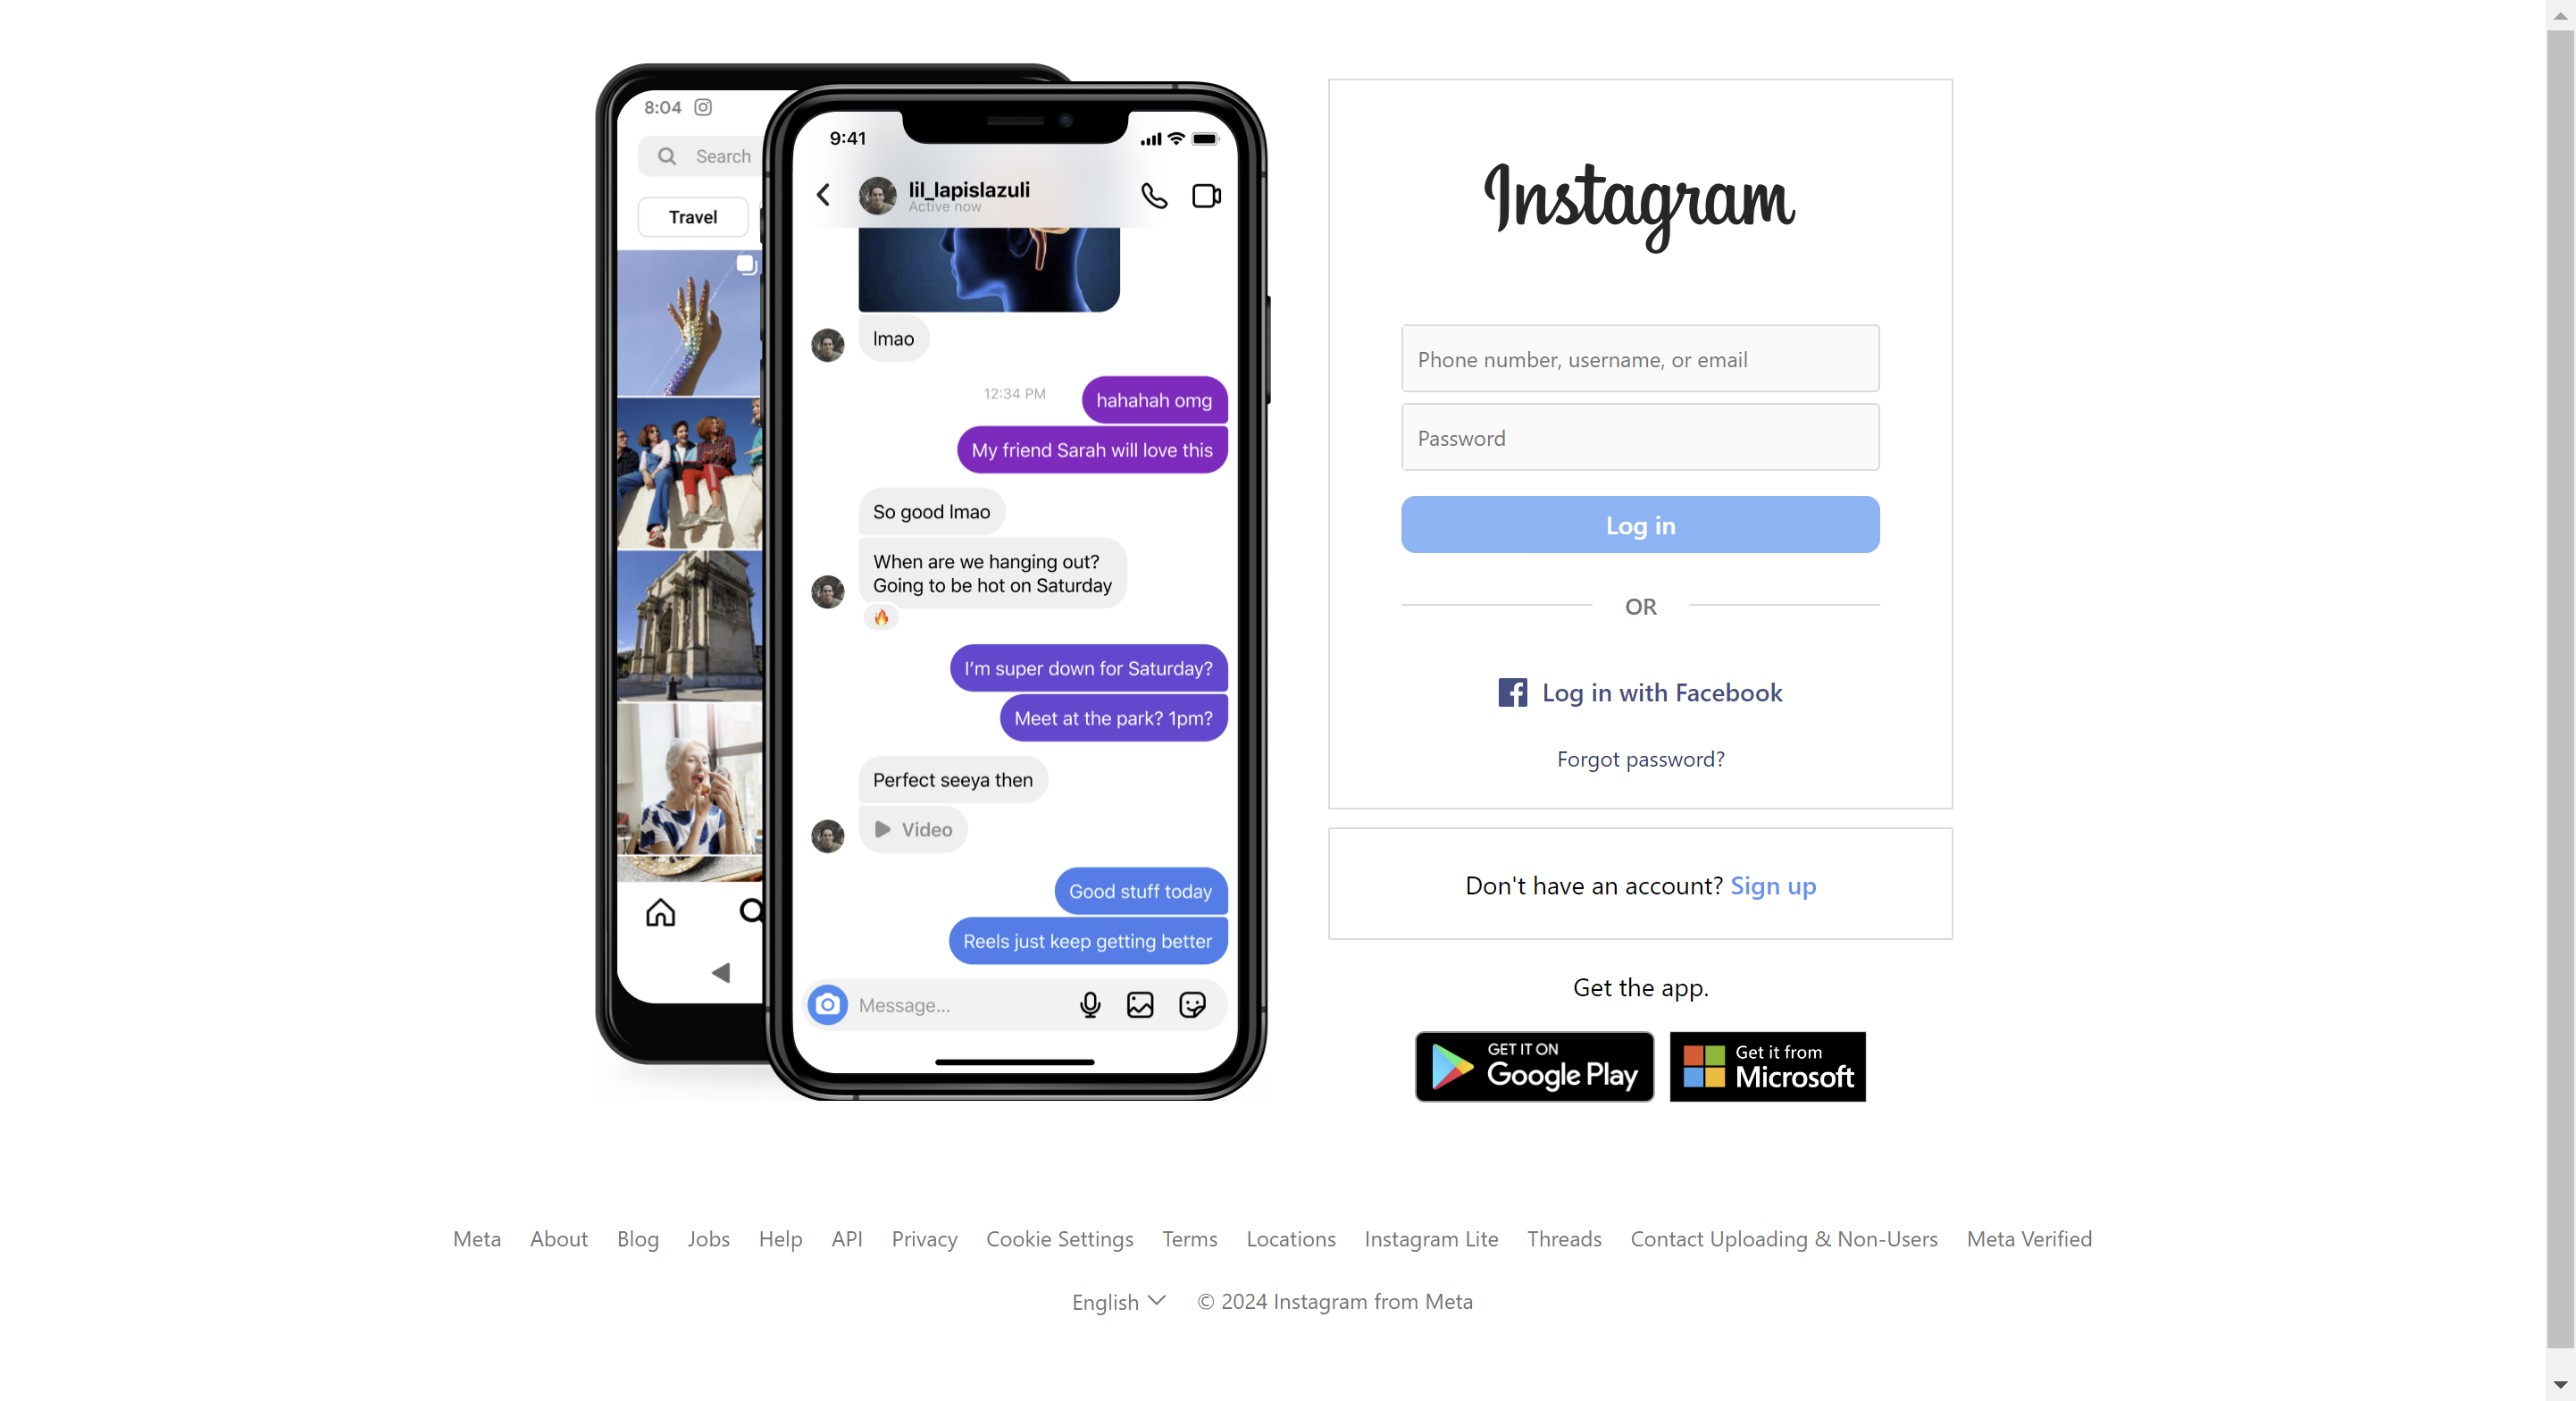 8:04
Search
Travel
9:41
lil_lapislazuli
Active now
lmao
12:34 PM
hahahah omg
My friend Sarah will love this
So good lmao
When are we hanging out?
Going to be hot on Saturday
I'm super down for Saturday?
Meet at the park? 1pm?
Perfect seeya then
Video
Good stuff today
Reels just keep getting better
Message...
Instagram
Phone number, username, or email
Password
Log in
OR
Log in with Facebook
Forgot password?
Don't have an account? Sign up
Get the app.
GET IT ON
Google Play
Get it from
Microsoft
Meta About Blog Jobs Help API Privacy Cookie Settings Terms Locations Instagram Lite Threads Contact Uploading & Non-Users Meta Verified
English © 2024 Instagram from Meta